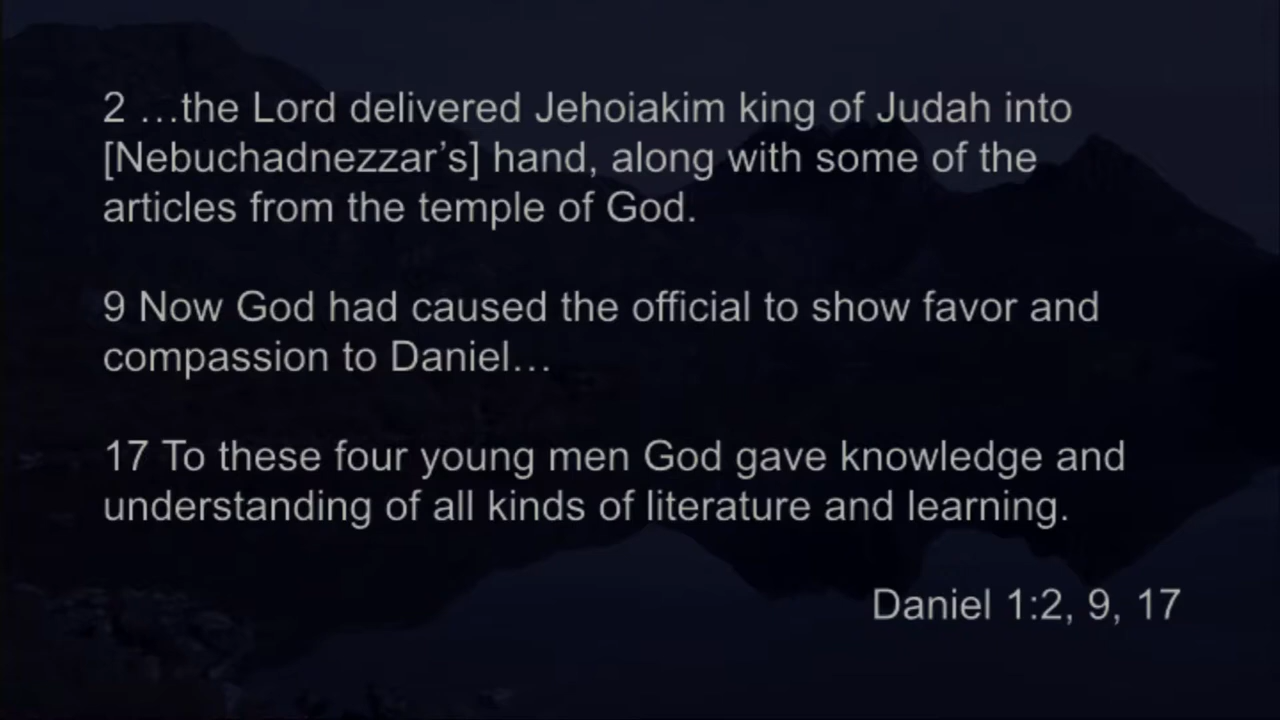 2 …the Lord delivered Jehoiakim king of Judah into
[Nebuchadnezzar’s] hand, along with some of the
articles from the temple of God.
9 Now God had caused the official to show favor and
compassion to Daniel…
17 To these four young men God gave knowledge and
understanding of all kinds of literature and learning.
Daniel 1:2, 9, 17